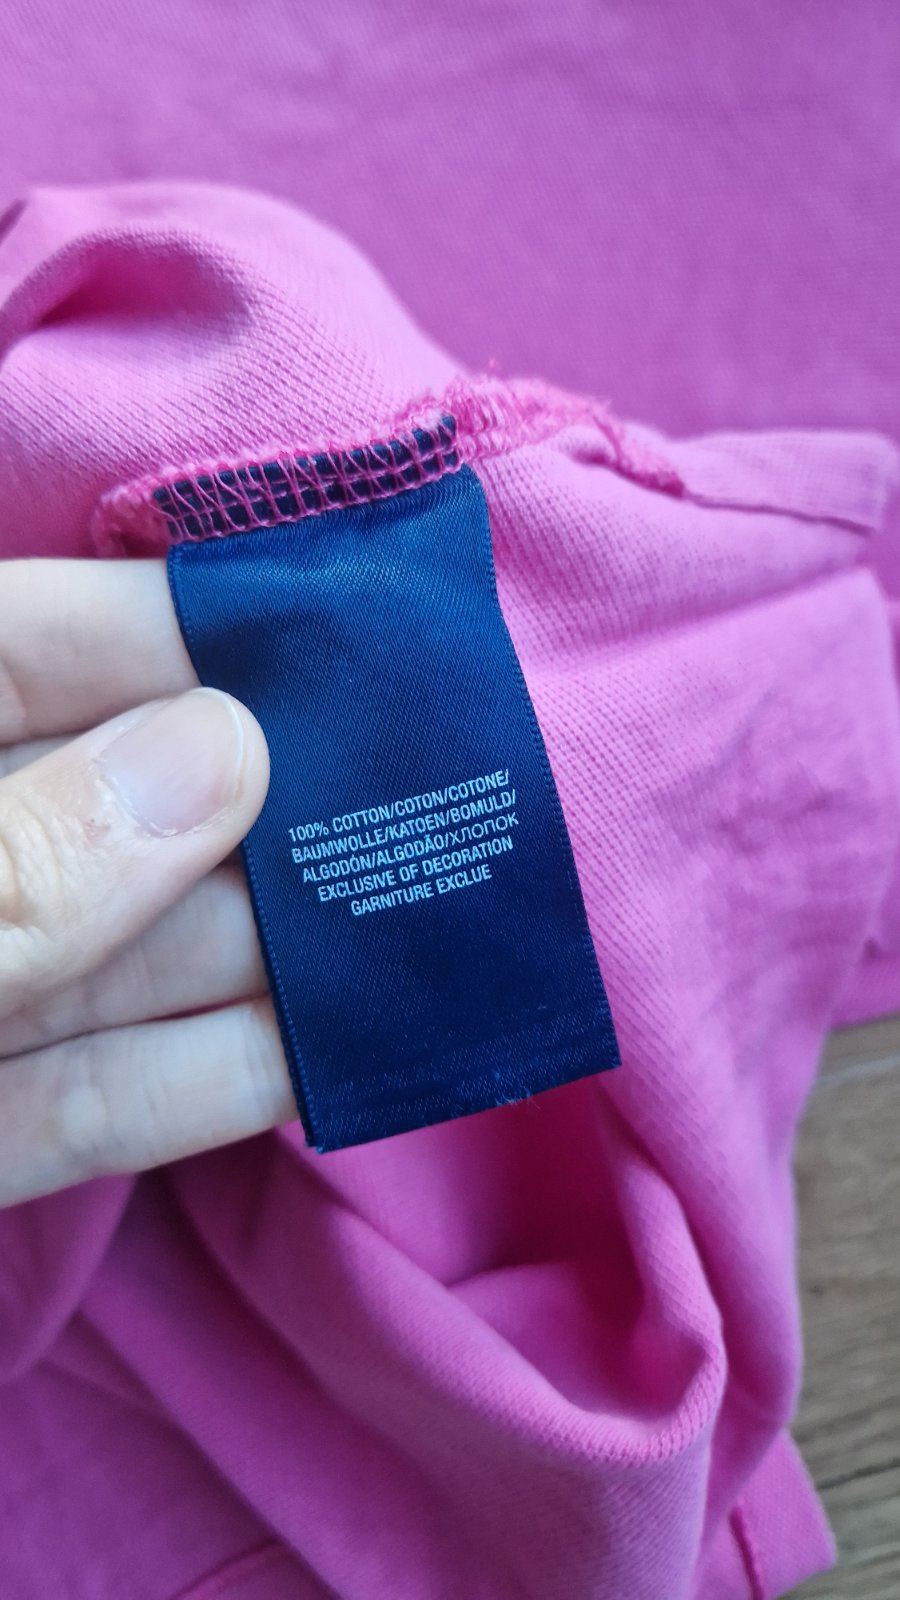 100% COTTON/COTON/COTONE/
BAUMWOLLE/KATOEN/BOMULD/
ALGODÓN/ALGODÃO/ХЛОПОК
EXCLUSIVE OF DECORATION
GARNITURE EXCLUE